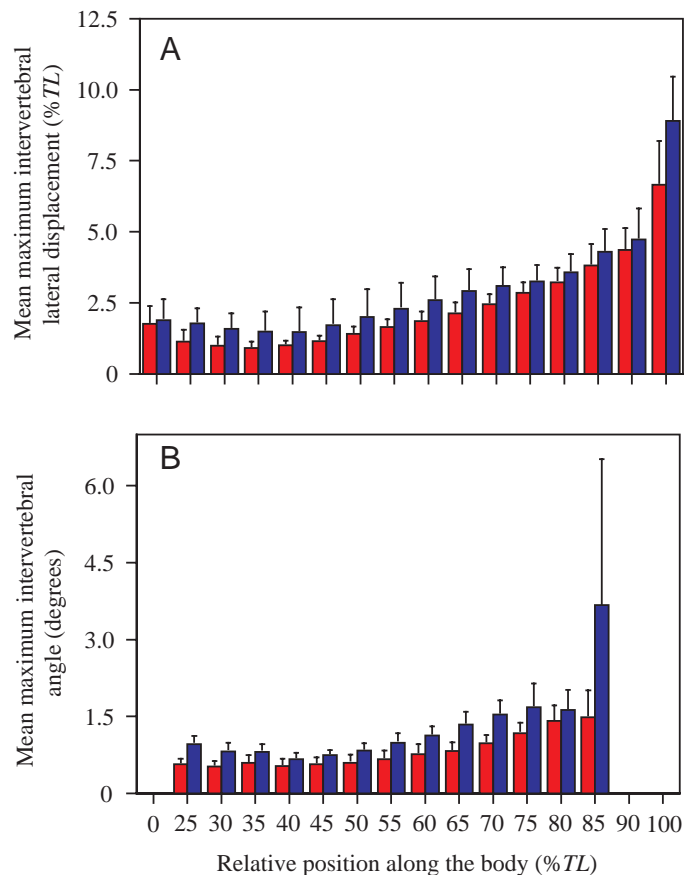 A
12.5
10.0
7.5
5.0
2.5
0
Mean maximum intervertebral
lateral displacement (%TL)
B
6.0
4.5
3.0
1.5
0
Mean maximum intervertebral
angle (degrees)
0 25 30 35 40 45 50 55 60 65 70 75 80 85 90 100
Relative position along the body (%TL)